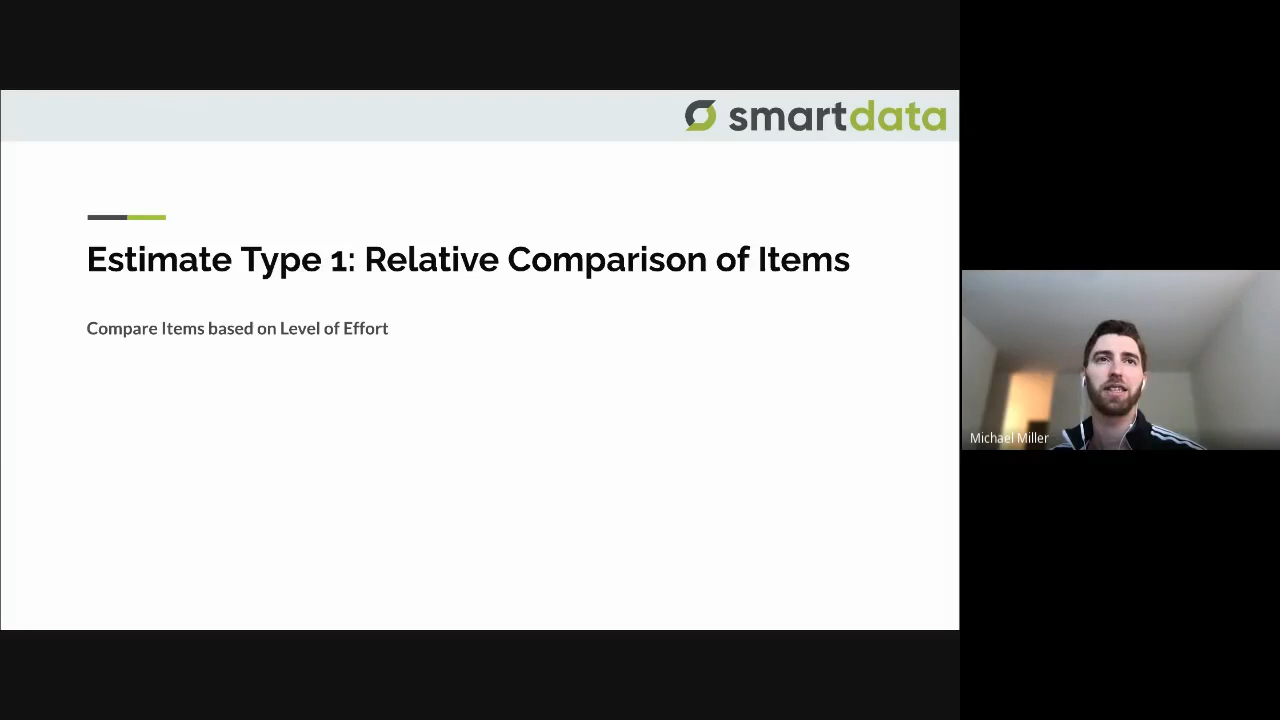 smartdata
Estimate Type 1: Relative Comparison of Items
Compare Items based on Level of Effort
Michael Miller